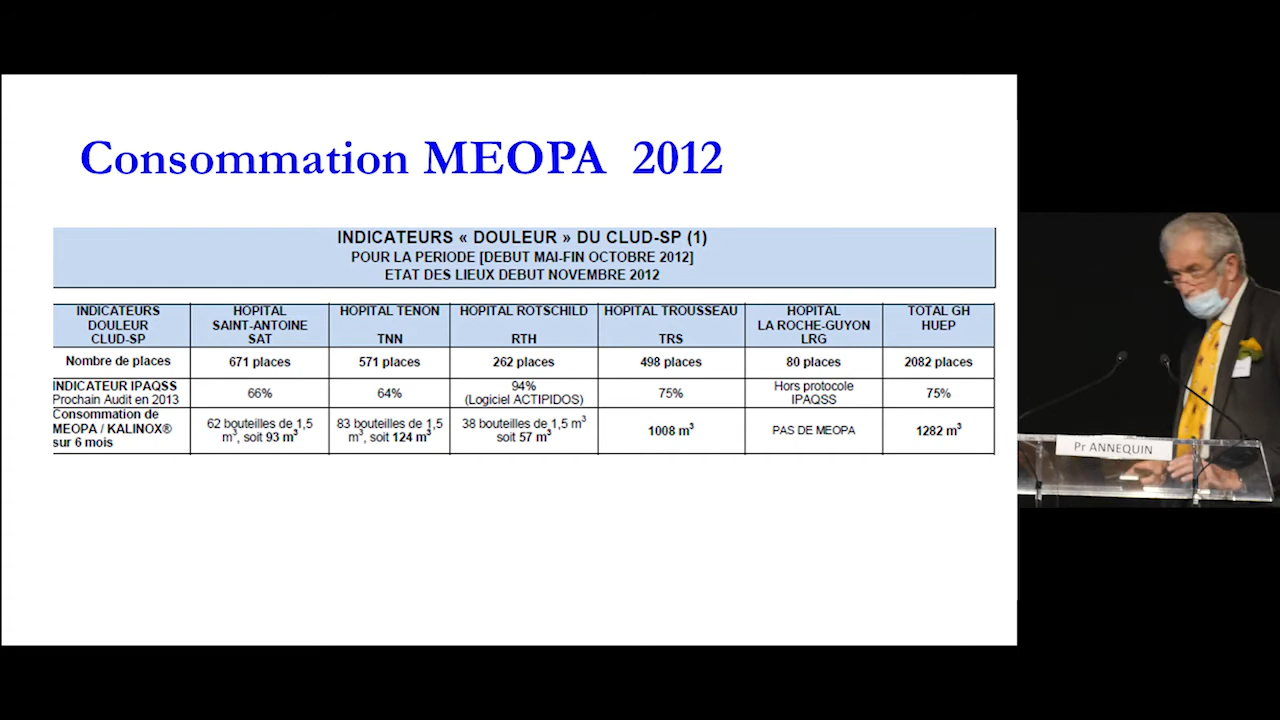 Consommation MEOPA 2012
INDICATEURS « DOULEUR » DU CLUD-SP (1)
POUR LA PERIODE [DEBUT MAI-FIN OCTOBRE 2012]
ETAT DES LIEUX DEBUT NOVEMBRE 2012
INDICATEURS
DOULEUR
CLUD-SP
HOPITAL
SAINT-ANTOINE
SAT
HOPITAL TENON
TNN
HOPITAL ROTSCHILD
RTH
HOPITAL TROUSSEAU
TRS
HOPITAL
LA ROCHE-GUYON
LRG
TOTAL GH
HUEP
Nombre de places
671 places
571 places
262 places
498 places
80 places
2082 places
INDICATEUR IPAQSS
Prochain Audit en 2013
66%
64%
94%
(Logiciel ACTIPIDOS)
75%
Hors protocole
IPAQSS
75%
Consommation de
MEOPA / KALINOX®
sur 6 mois
62 bouteilles de 1,5
m³, soit 93 m³
83 bouteilles de 1,5
m³, soit 124 m³
38 bouteilles de 1,5 m³
soit 57 m³
1008 m³
PAS DE MEOPA
1282 m³
Pr ANNEQUIN